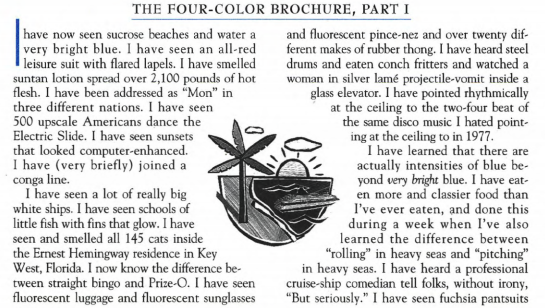 THE FOUR-COLOR BROCHURE, PART I
I have now seen sucrose beaches and water a
very bright blue. I have seen an all-red
leisure suit with flared lapels. I have smelled
suntan lotion spread over 2,100 pounds of hot
flesh. I have been addressed as "Mon" in
three different nations. I have seen
500 upscale Americans dance the
Electric Slide. I have seen sunsets
that looked computer-enhanced.
I have (very briefly) joined a
conga line.
I have seen a lot of really big
white ships. I have seen schools of
little fish with fins that glow. I have
seen and smelled all 145 cats inside
the Ernest Hemingway residence in Key
West, Florida. I now know the difference be-
tween straight bingo and Prize-O. I have seen
fluorescent luggage and fluorescent sunglasses
and fluorescent pince-nez and over twenty dif-
ferent makes of rubber thong. I have heard steel
drums and eaten conch fritters and watched a
woman in silver lamé projectile-vomit inside a
glass elevator. I have pointed rhythmically
at the ceiling to the two-four beat of
the same disco music I hated point-
ing at the ceiling to in 1977.
I have learned that there are
actually intensities of blue be-
yond very bright blue. I have eat-
en more and classier food than
I've ever eaten, and done this
during a week when I've also
learned the difference between
"rolling" in heavy seas and "pitching"
in heavy seas. I have heard a professional
cruise-ship comedian tell folks, without irony,
"But seriously." I have seen fuchsia pantsuits